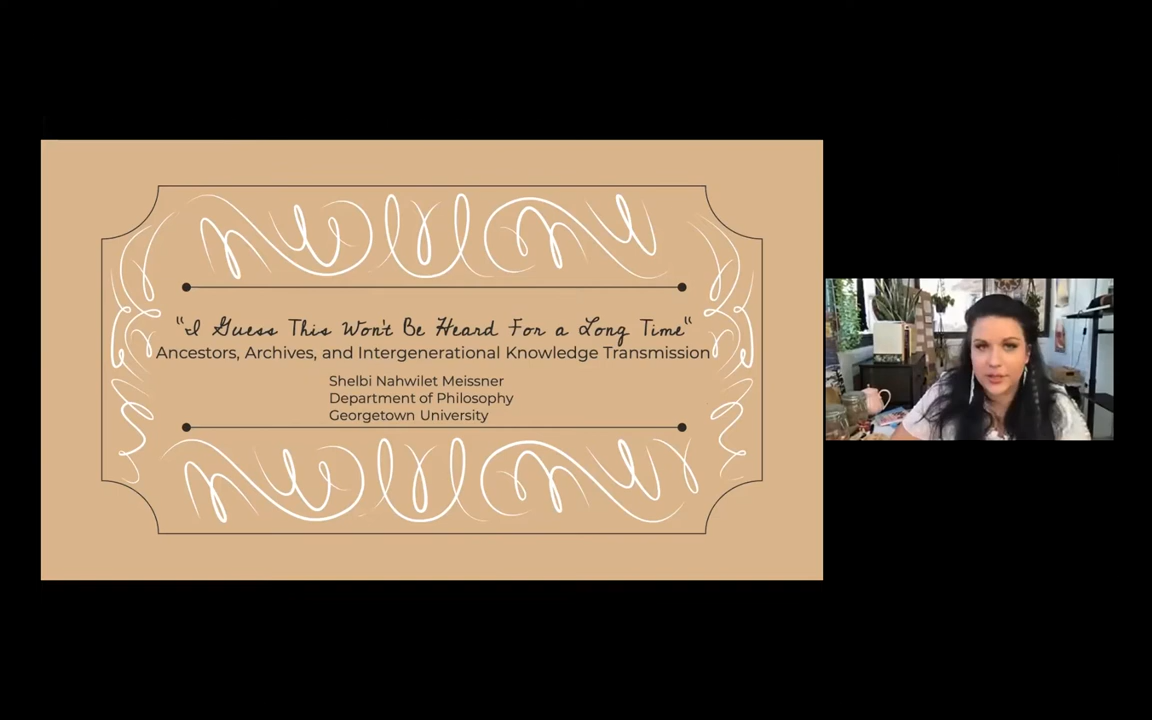 "I Guess This Won't Be Heard For a Long Time"
Ancestors, Archives, and Intergenerational Knowledge Transmission
Shelbi Nahwilet Meissner
Department of Philosophy
Georgetown University